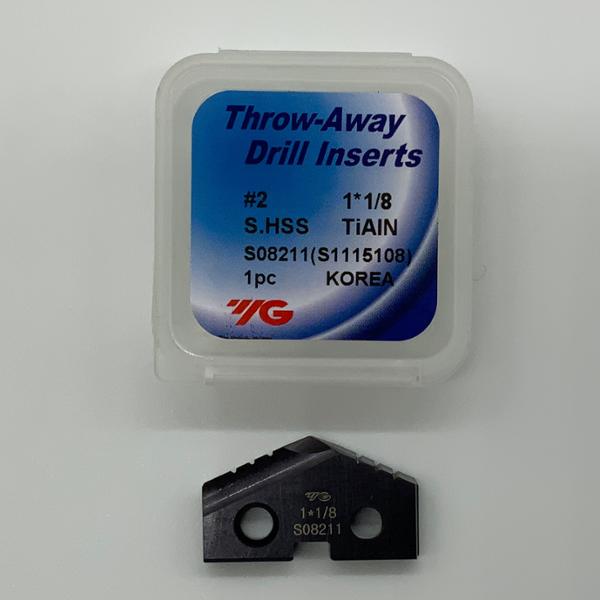 Throw-Away
Drill Inserts
#2 1*1/8
S.HSS TiAIN
S08211(S1115108)
1pc KOREA
YG
YG
1*1/8
S08211